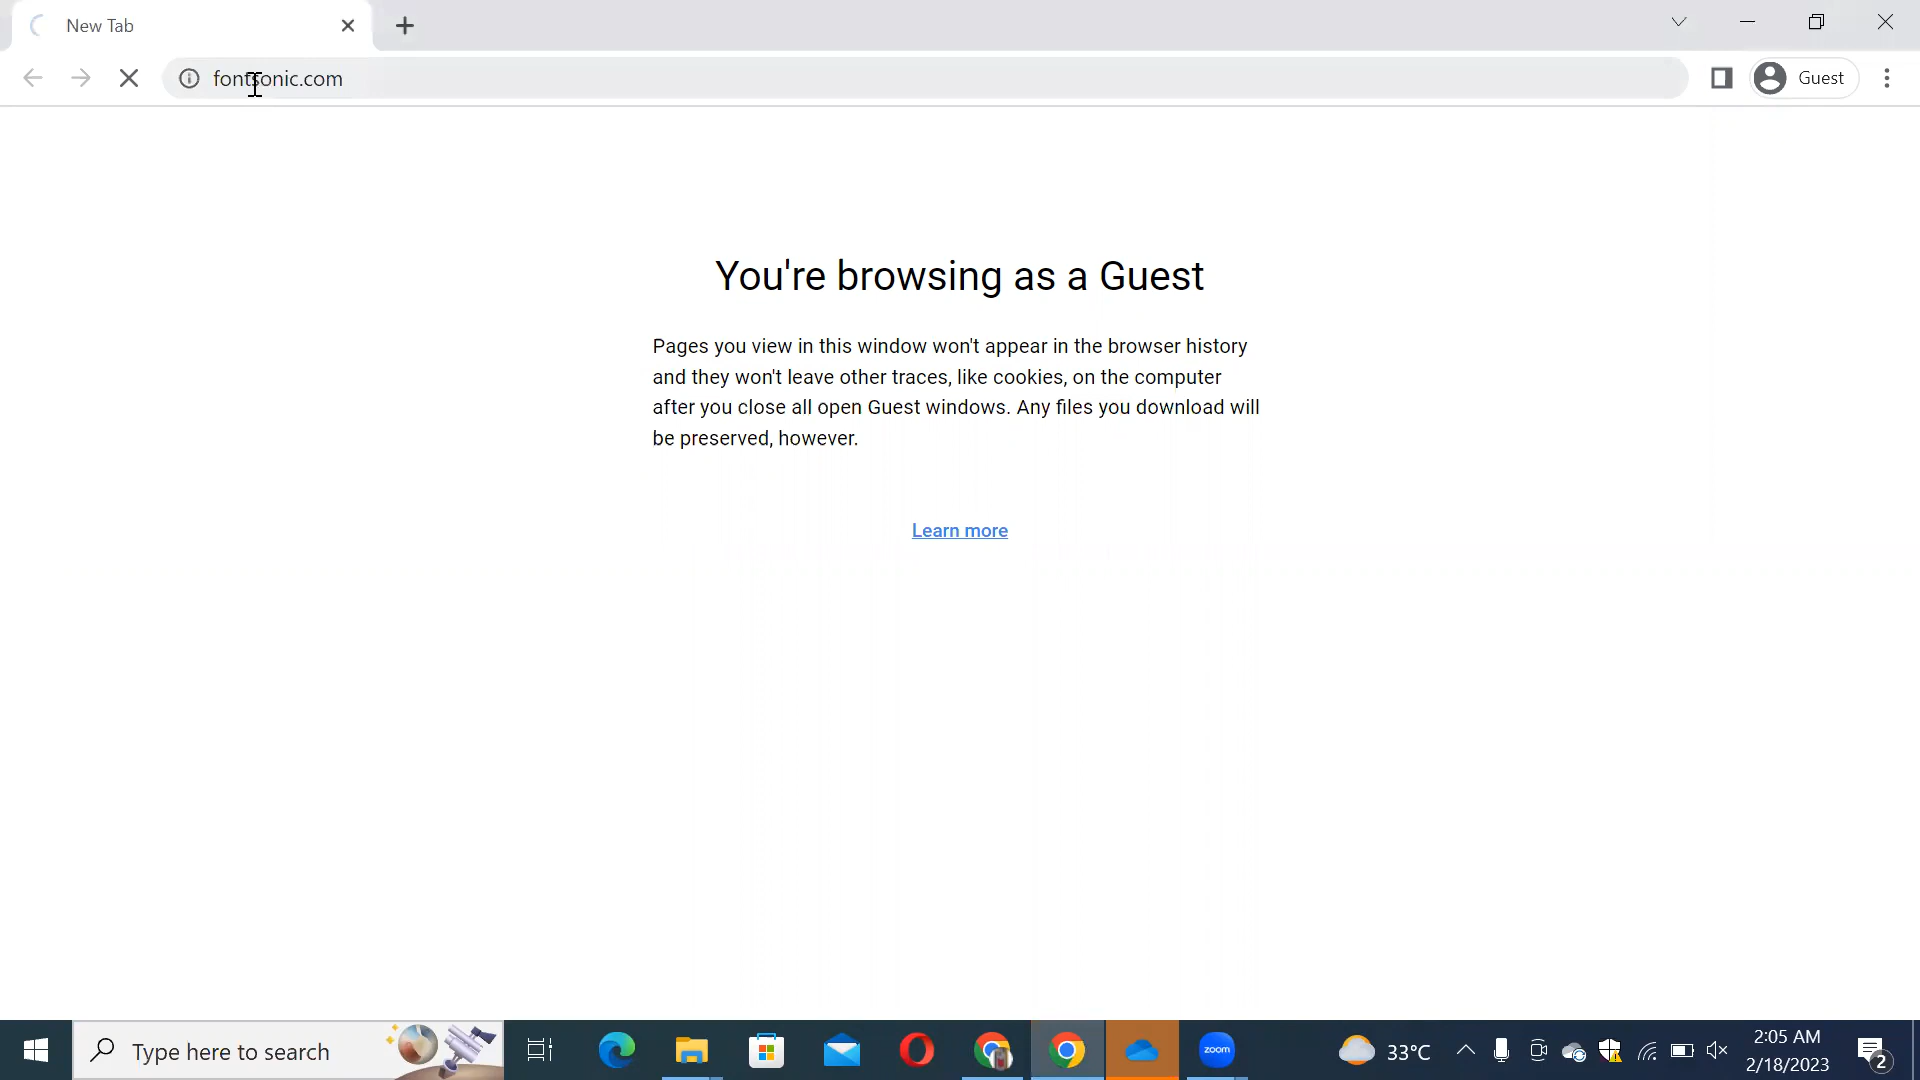 New Tab
fontsonic.com
Guest
You're browsing as a Guest
Pages you view in this window won't appear in the browser history
and they won't leave other traces, like cookies, on the computer
after you close all open Guest windows. Any files you download will
be preserved, however.
Learn more
Type here to search
zoom
33°C
2:05 AM
2/18/2023
2